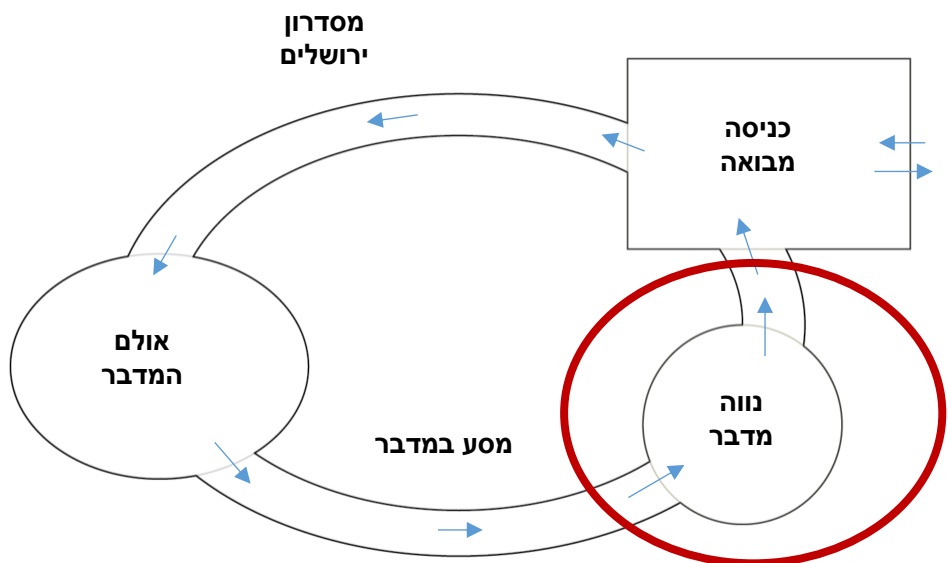 מסדרון
ירושלים
כניסה
מבואה
אולם
המדבר
מסע במדבר
נווה
מדבר